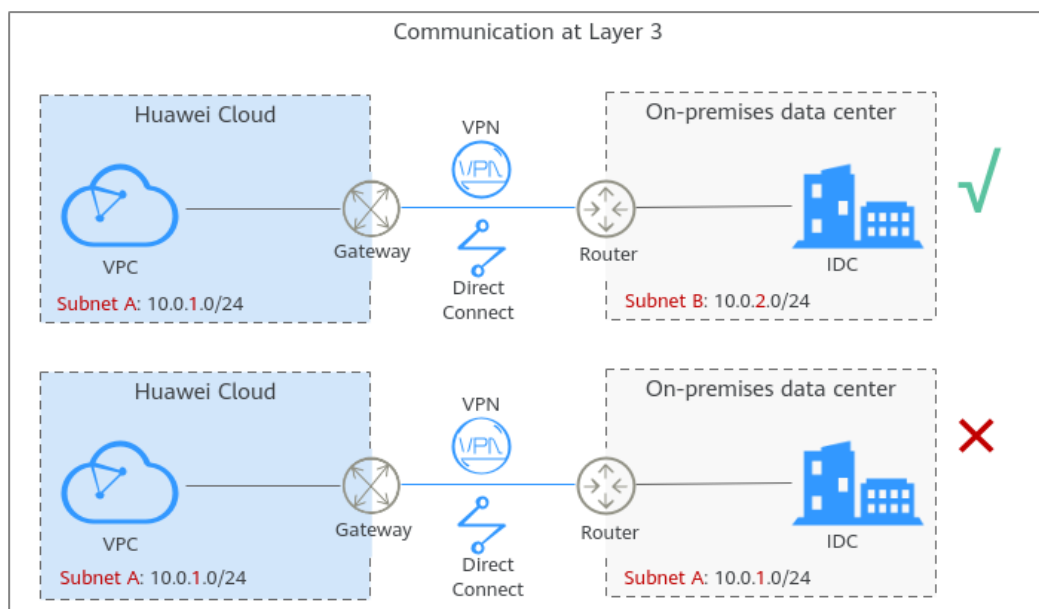 Communication at Layer 3
Huawei Cloud
On-premises data center
VPN
VPN
Gateway
Router
VPC
IDC
Direct
Connect
Subnet A: 10.0.1.0/24
Subnet B: 10.0.2.0/24
√
Huawei Cloud
On-premises data center
VPN
VPN
Gateway
Router
VPC
IDC
Direct
Connect
Subnet A: 10.0.1.0/24
Subnet A: 10.0.1.0/24
×